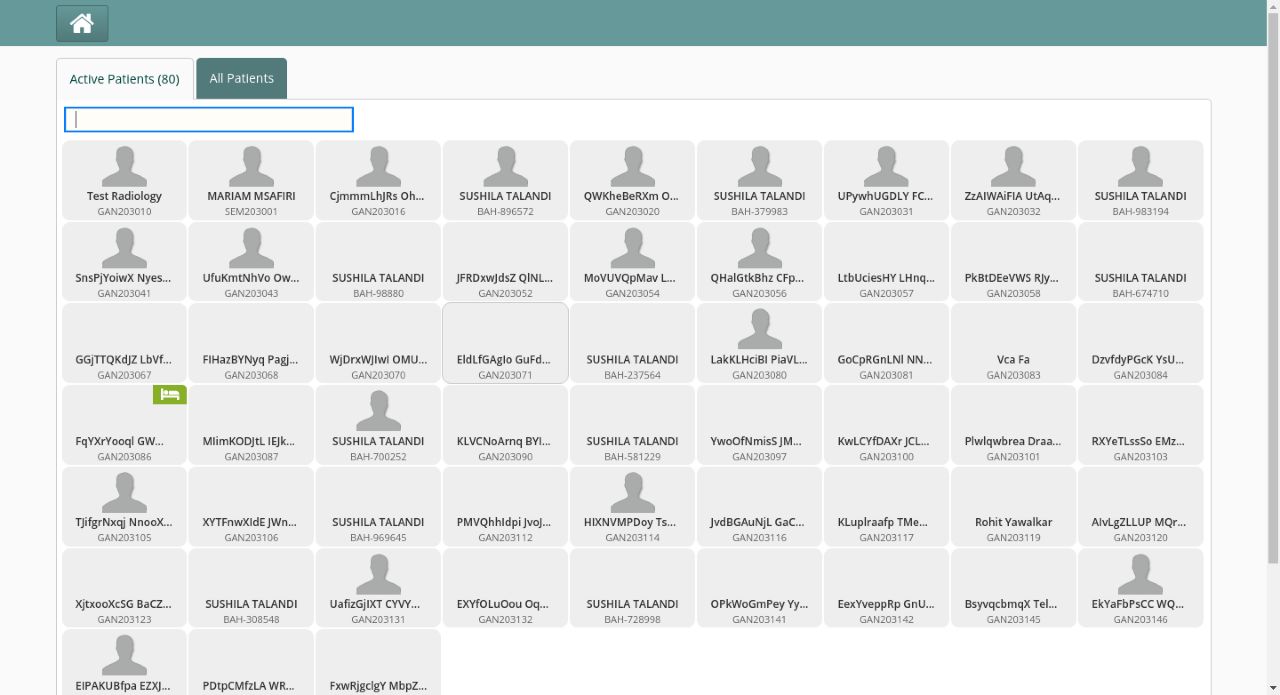 Active Patients (80)
All Patients
Test Radiology MARIAM MSAFIRI CjmmmLhJRs Oh... SUSHILA TALANDI QWKheBeRXm O... SUSHILA TALANDI UPywhUGDLY FC... ZzAIWAiFIA UtAq... SUSHILA TALANDI
GAN203010 SEM203001 GAN203016 BAH-896572 GAN203020 BAH-379983 GAN203031 GAN203032 BAH-983194
SnsPjYoiwX Nyes... UfuKmtNhVo Ow... SUSHILA TALANDI JFRDxwJdsZ QlNL... MoVUVQpMav L... QHalGtkBhz CFp... LtbUciesHY LHnq... PkBtDEeVWS RJy... SUSHILA TALANDI
GAN203041 GAN203043 BAH-98880 GAN203052 GAN203054 GAN203056 GAN203057 GAN203058 BAH-674710
GGjTTQKdJZ LbVf... FIHazBYNyq Pagj... WjDrxWJIwI OMU... EldLfGAgIo GuFd... SUSHILA TALANDI LakKLHciBI PiaVL... GoCpRGnLNl NN... Vca Fa DzvfdyPGcK YsU...
GAN203067 GAN203068 GAN203070 GAN203071 BAH-237564 GAN203080 GAN203081 GAN203083 GAN203084
FqYXrYooql GW... MIimKODJtL IEJk... SUSHILA TALANDI KLVCNoArnq BYI... SUSHILA TALANDI YwoOfNmisS JM... KwLCYfDAXr JCL... Plwlqwbrea Draa... RXYeTLssSo EMz...
GAN203086 GAN203087 BAH-700252 GAN203090 BAH-581229 GAN203097 GAN203100 GAN203101 GAN203103
TJifgrNxqj NnooX... XYTFnwXIdE JWn... SUSHILA TALANDI PMVQhhIdpi JvoJ... HIXNVMPDoy Ts... JvdBGAuNjL GaC... KLuplraafp TMe... Rohit Yawalkar AIvLgZLLUP MQr...
GAN203105 GAN203106 BAH-969645 GAN203112 GAN203114 GAN203116 GAN203117 GAN203119 GAN203120
XjtxooXcSG BaCZ... SUSHILA TALANDI UafizGjIXT CYVY... EXYfOLuOou Oq... SUSHILA TALANDI OPkWoGmPey Yy... EexYveppRp GnU... BsyvqcbmqX Tel... EkYaFbPsCC WQ...
GAN203123 BAH-308548 GAN203131 GAN203132 BAH-728998 GAN203141 GAN203142 GAN203145 GAN203146
EIPAKUBfpa EZXJ... PDtpCMfzLA WR... FxwRjgclgY MbpZ...